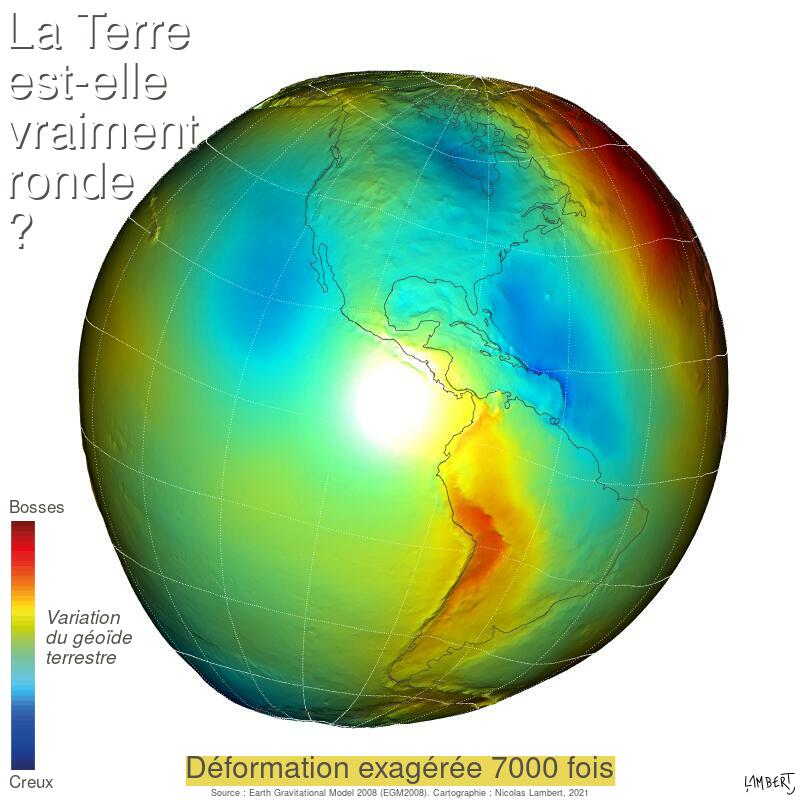 La Terre
est-elle
vraiment
ronde
?
Bosses
Variation
du géoïde
terrestre
Creux
Déformation exagérée 7000 fois
Source : Earth Gravitational Model 2008 (EGM2008). Cartographie : Nicolas Lambert, 2021
LAMBERT